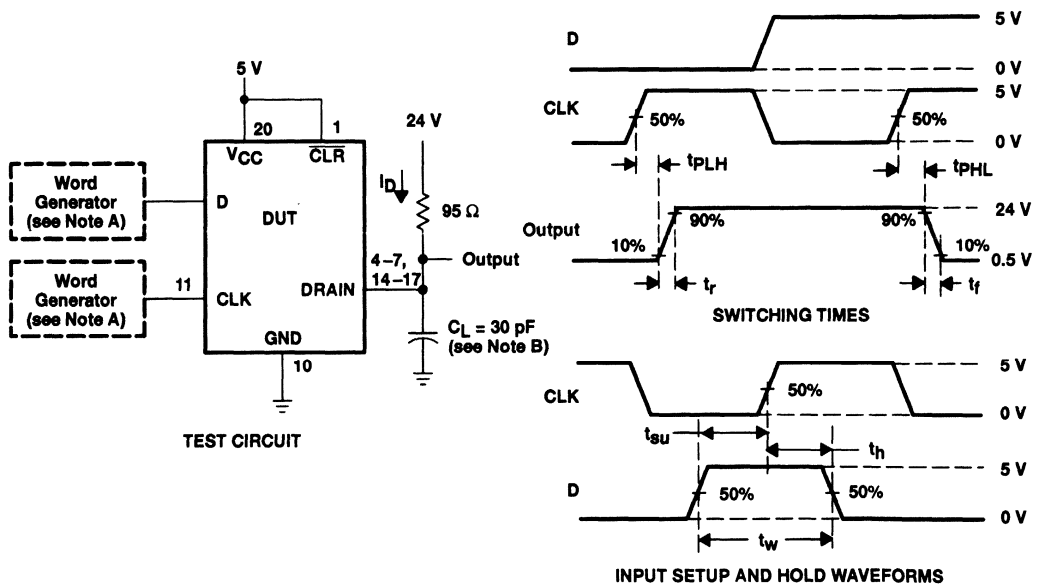 5 V
20
1
VCC
CLR
Word
Generator
(see Note A)
D
DUT
Word
Generator
(see Note A)
11
CLK
DRAIN
GND
10
24 V
ID
95 Ω
4–7,
14–17
Output
CL = 30 pF
(see Note B)
TEST CIRCUIT
D
5 V
0 V
CLK
5 V
50%
50%
0 V
tPLH
tPHL
Output
24 V
90%
90%
10%
10%
0.5 V
tr
tf
SWITCHING TIMES
CLK
5 V
50%
0 V
tsu
th
D
5 V
50%
50%
0 V
tw
INPUT SETUP AND HOLD WAVEFORMS